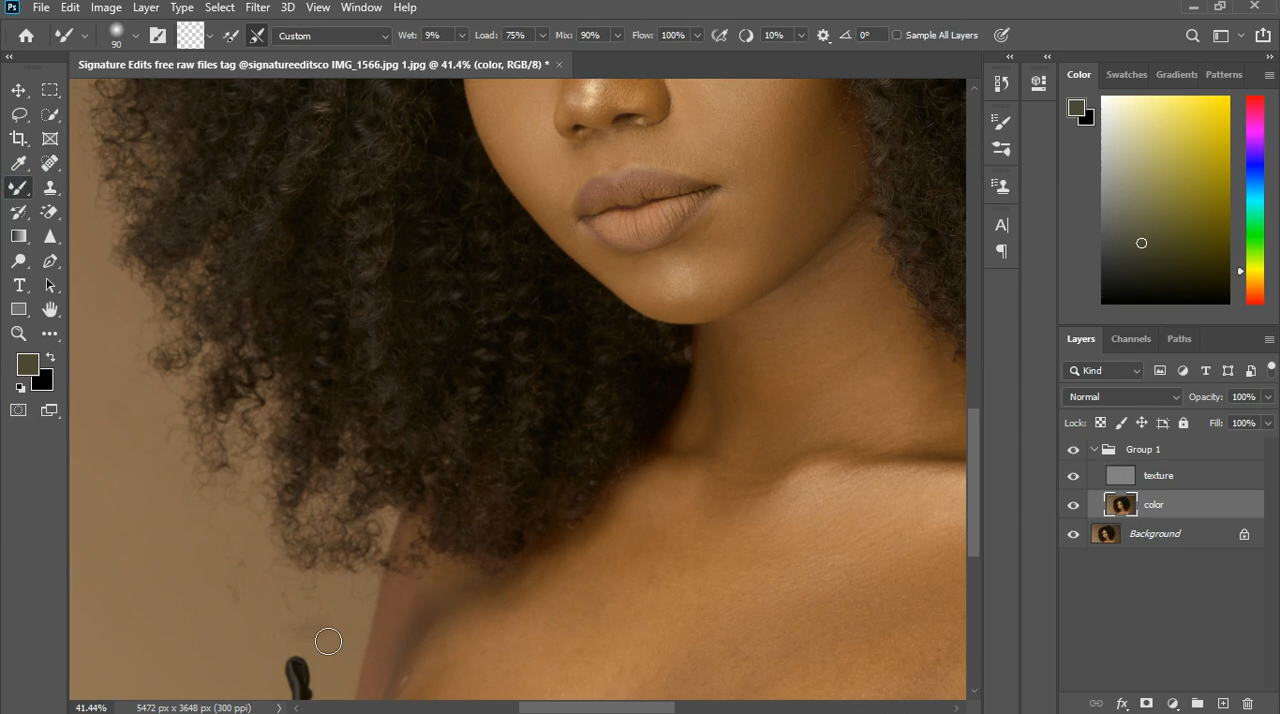 Ps File Edit Image Layer Type Select Filter 3D View Window Help
90 Custom Wet: 9% Load: 75% Mix: 90% Flow: 100% 10% 0° Sample All Layers
Signature Edits free raw files tag @signatureeditsco IMG_1566.jpg 1.jpg @ 41.4% (color, RGB/8) *
Color Swatches Gradients Patterns
Layers Channels Paths
Kind
Normal Opacity: 100%
Lock: Fill: 100%
Group 1
texture
color
Background
41.44% 5472 px x 3648 px (300 ppi)